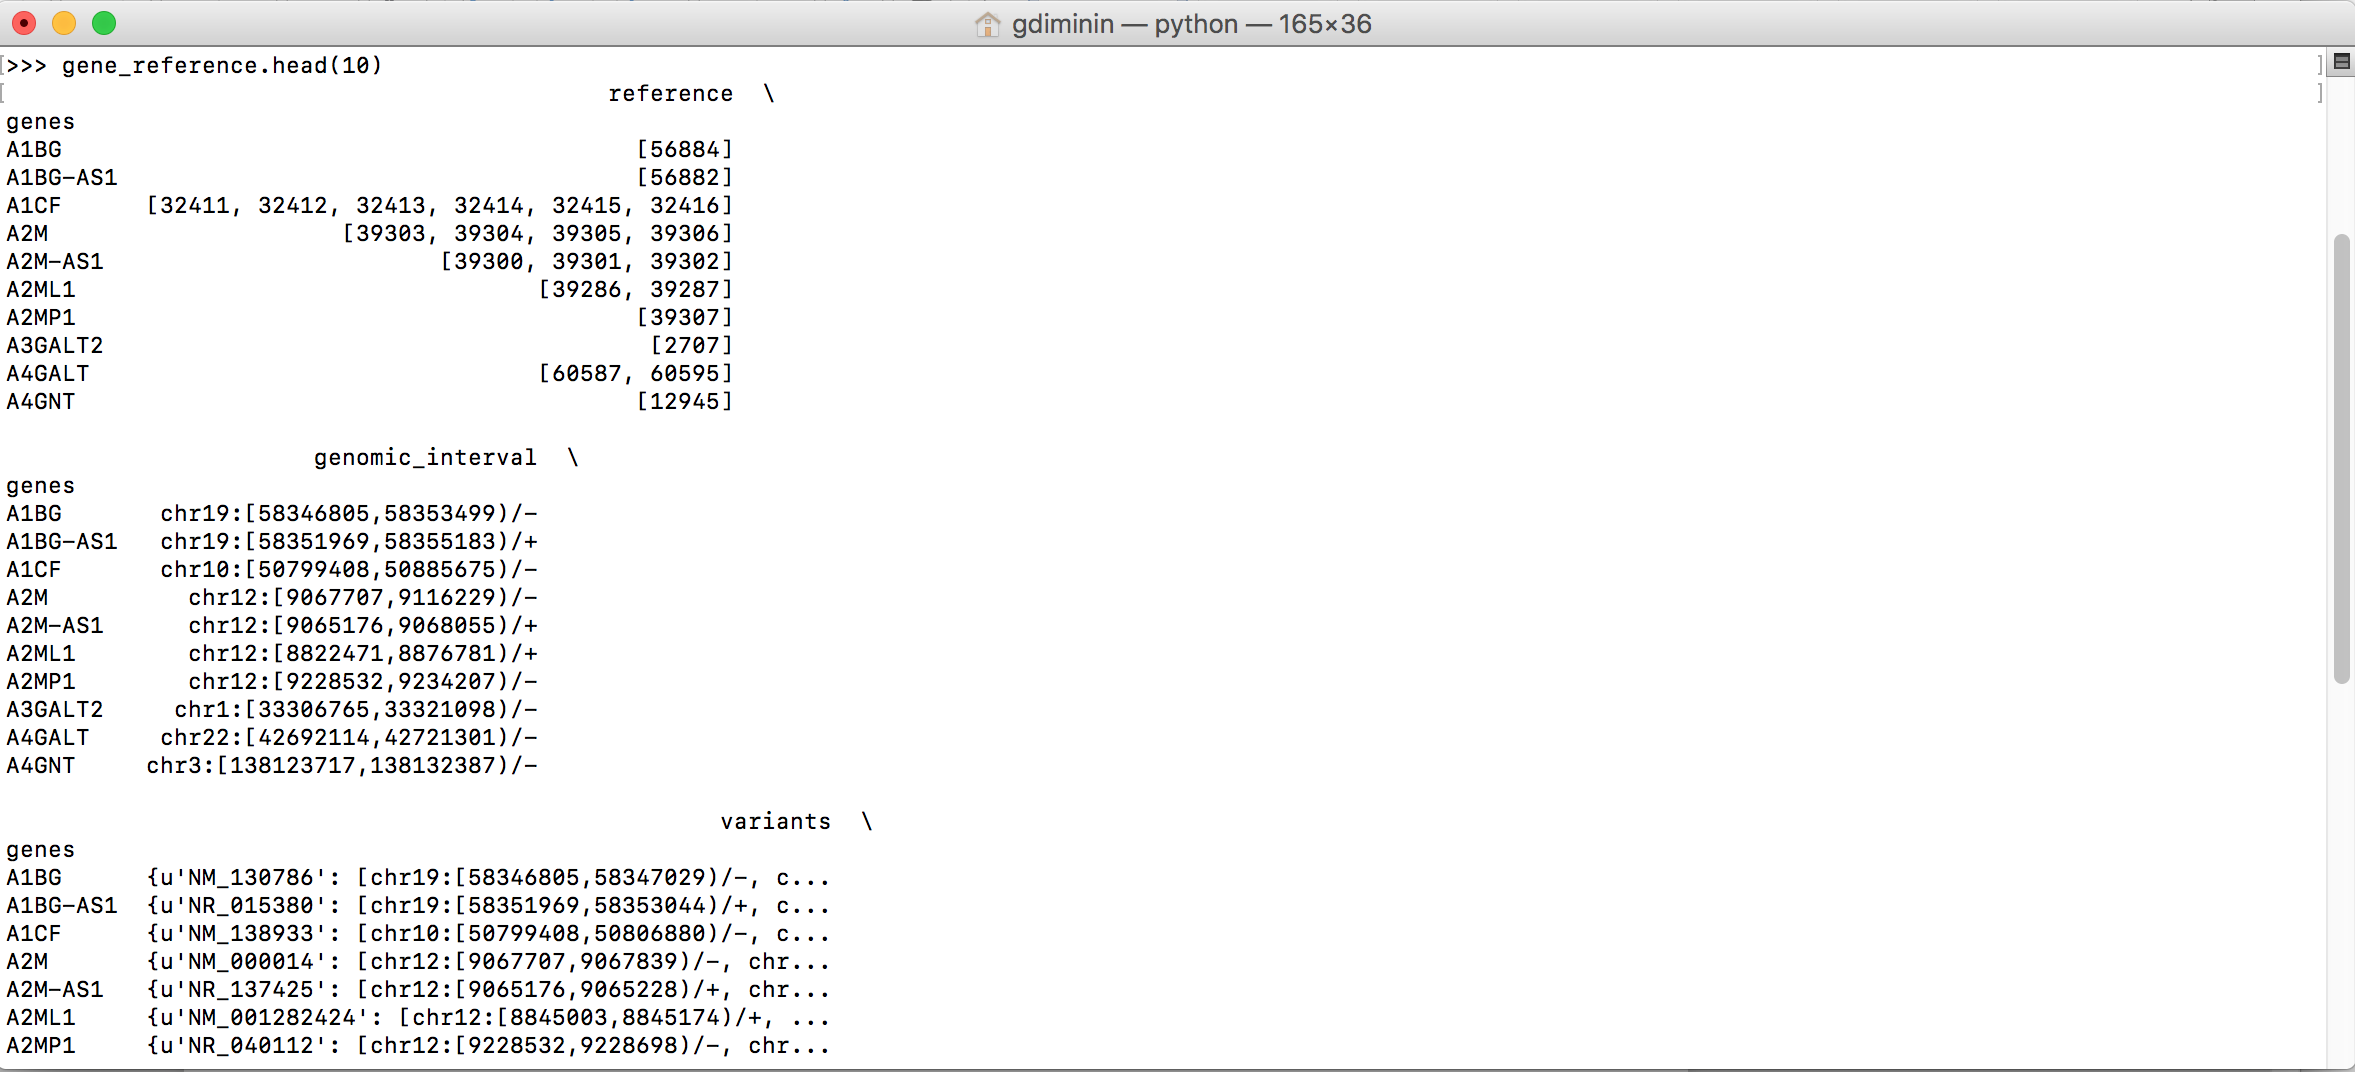 gdiminin — python — 165×36
>>> gene_reference.head(10)
reference \
genes
A1BG [56884]
A1BG-AS1 [56882]
A1CF [32411, 32412, 32413, 32414, 32415, 32416]
A2M [39303, 39304, 39305, 39306]
A2M-AS1 [39300, 39301, 39302]
A2ML1 [39286, 39287]
A2MP1 [39307]
A3GALT2 [2707]
A4GALT [60587, 60595]
A4GNT [12945]
genomic_interval \
genes
A1BG chr19:[58346805,58353499)/-
A1BG-AS1 chr19:[58351969,58355183)/+
A1CF chr10:[50799408,50885675)/-
A2M chr12:[9067707,9116229)/-
A2M-AS1 chr12:[9065176,9068055)/+
A2ML1 chr12:[8822471,8876781)/+
A2MP1 chr12:[9228532,9234207)/-
A3GALT2 chr1:[33306765,33321098)/-
A4GALT chr22:[42692114,42721301)/-
A4GNT chr3:[138123717,138132387)/-
variants \
genes
A1BG {u'NM_130786': [chr19:[58346805,58347029)/-, c...
A1BG-AS1 {u'NR_015380': [chr19:[58351969,58353044)/+, c...
A1CF {u'NM_138933': [chr10:[50799408,50806880)/-, c...
A2M {u'NM_000014': [chr12:[9067707,9067839)/-, chr...
A2M-AS1 {u'NR_137425': [chr12:[9065176,9065228)/+, chr...
A2ML1 {u'NM_001282424': [chr12:[8845003,8845174)/+, ...
A2MP1 {u'NR_040112': [chr12:[9228532,9228698)/-, chr...